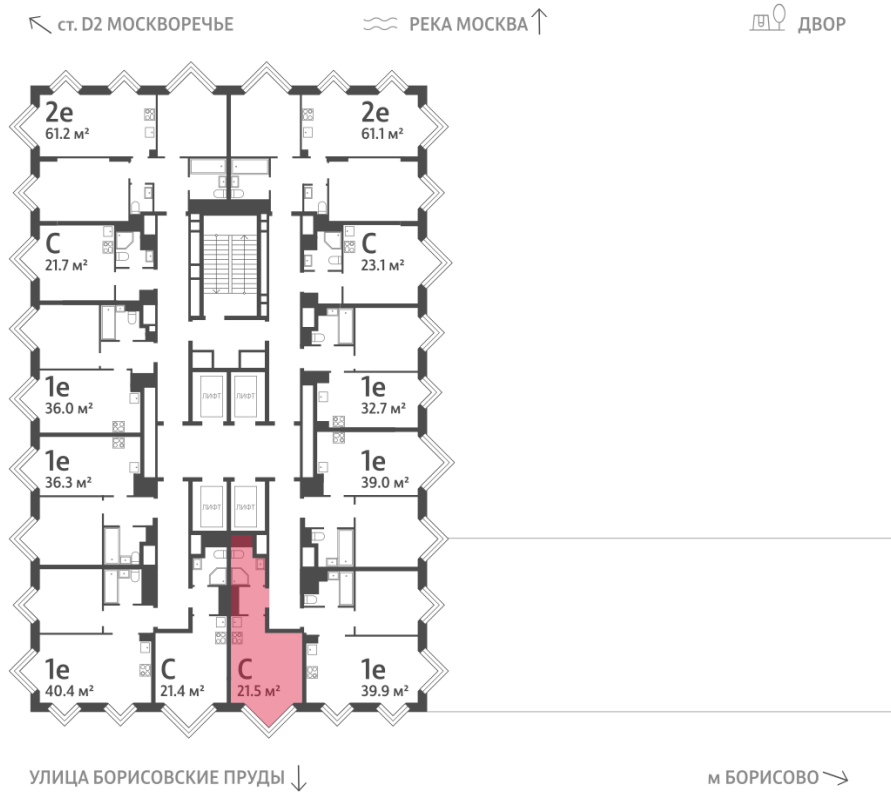 ст. D2 МОСКВОРЕЧЬЕ
РЕКА МОСКВА
ДВОР
2е
61.2 м²
2е
61.1 м²
С
21.7 м²
С
23.1 м²
1е
36.0 м²
ЛИФТ
ЛИФТ
1е
32.7 м²
1е
36.3 м²
1е
39.0 м²
ЛИФТ
ЛИФТ
1е
40.4 м²
С
21.4 м²
С
21.5 м²
1е
39.9 м²
УЛИЦА БОРИСОВСКИЕ ПРУДЫ
м БОРИСОВО